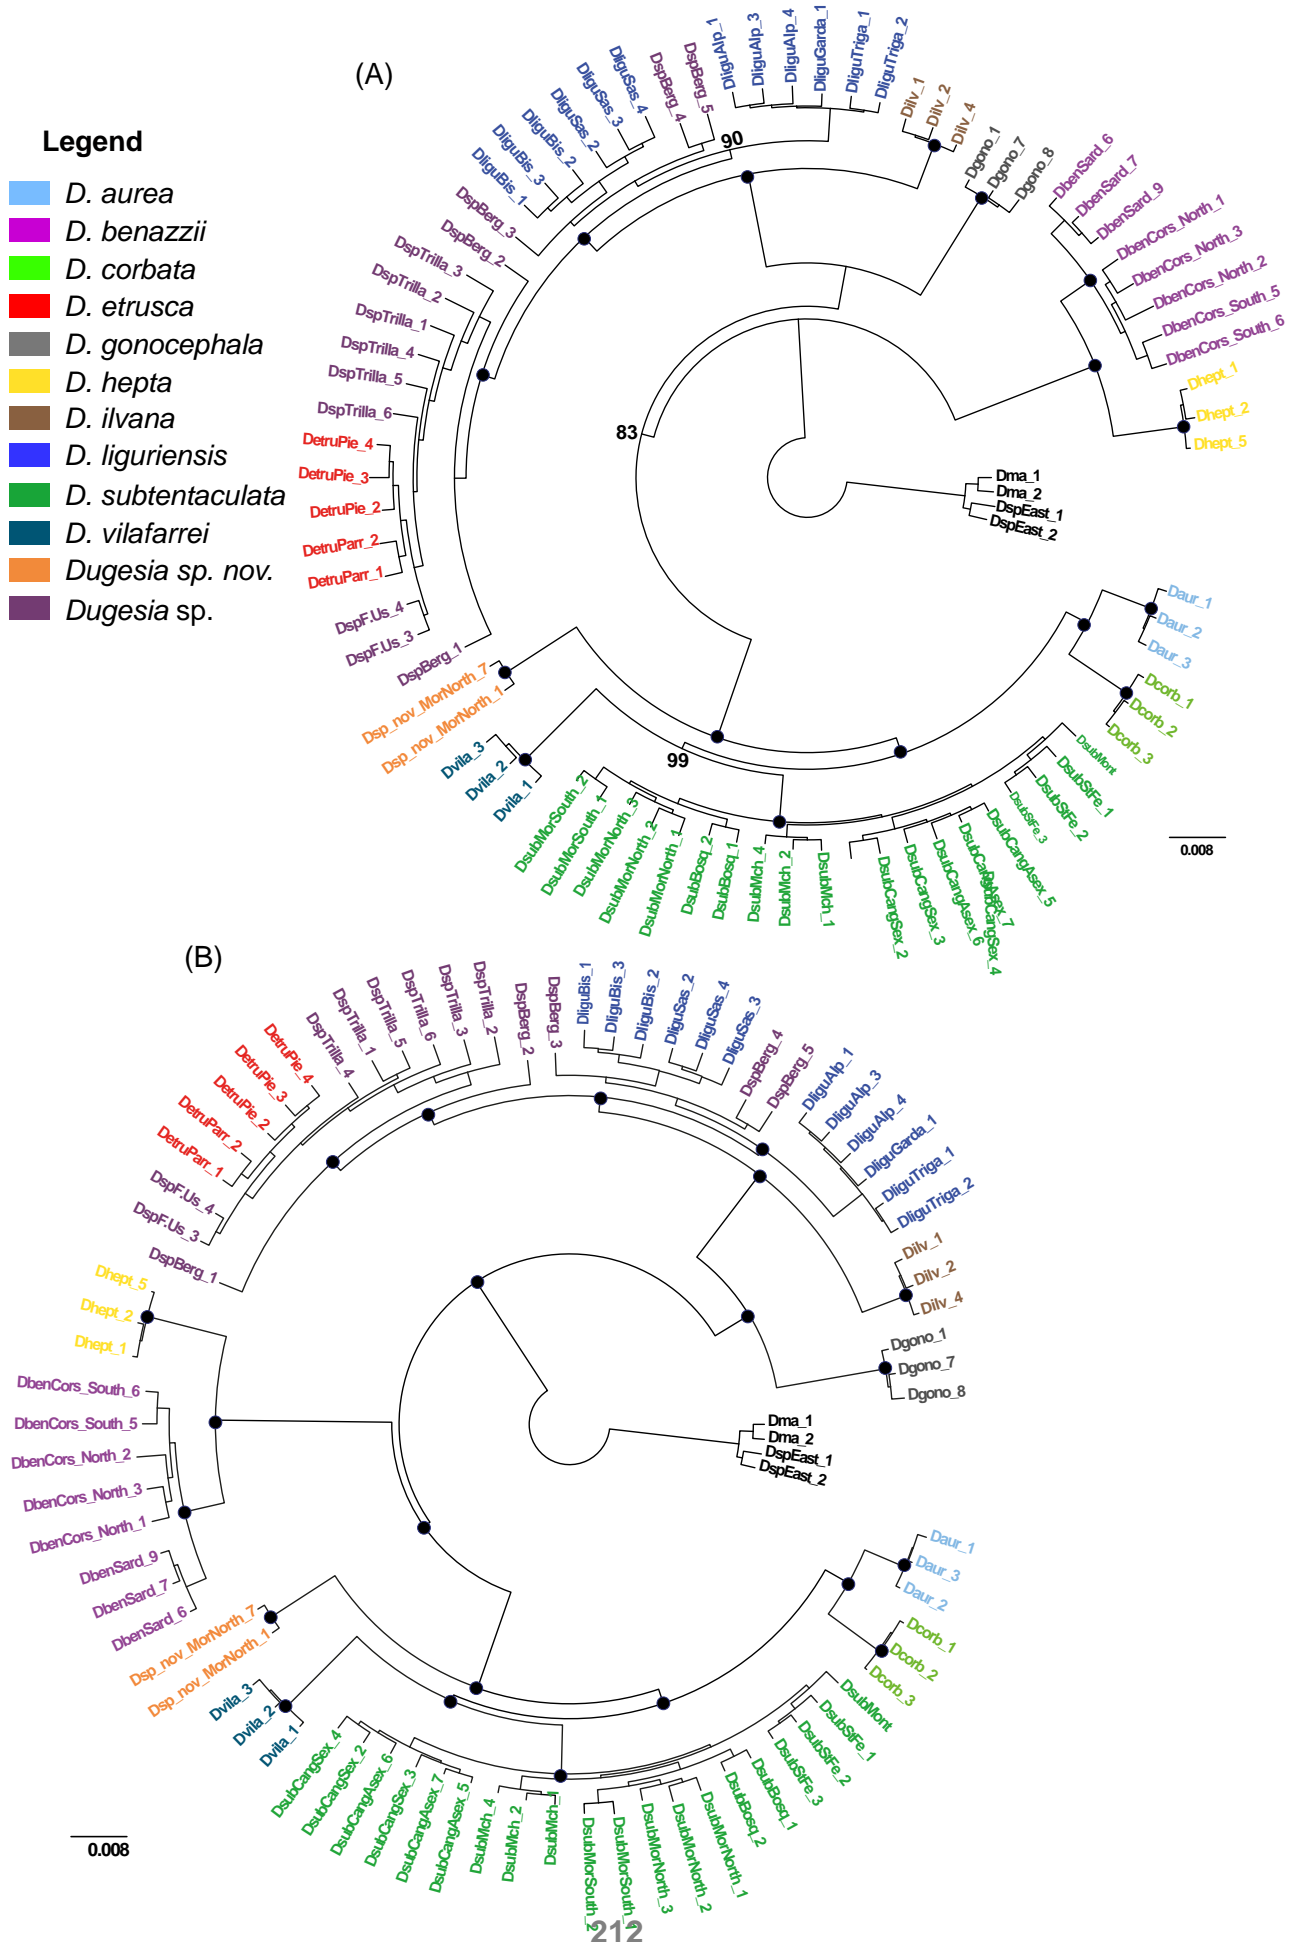 (A)
Legend
D. aurea
D. benazzii
D. corbata
D. etrusca
D. gonocephala
D. hepta
D. ilvana
D. liguriensis
D. subtentaculata
D. vilafarrei
Dugesia sp. nov.
Dugesia sp.
DliguAlp_1
DliguAlp_3
DliguAlp_4
DliguGarda_1
DliguTriga_1
DliguTriga_2
Dilv_1
Dilv_2
Dilv_4
Dgono_1
Dgono_7
Dgono_8
DbenSard_6
DbenSard_7
DbenSard_9
DbenCors_North_1
DbenCors_North_3
DbenCors_North_2
DbenCors_South_5
DbenCors_South_6
Dhept_1
Dhept_2
Dhept_5
Dma_1
Dma_2
DspEast_1
DspEast_2
Daur_1
Daur_2
Daur_3
Dcorb_1
Dcorb_2
Dcorb_3
DsubMont
DsubStFe_1
DsubStFe_2
DsubStFe_3
DsubCangAsex_5
DsubCangAsex_7
DsubCangSex_4
DsubCangAsex_6
DsubCangSex_3
DsubCangSex_2
DsubMch_1
DsubMch_2
DsubMch_4
DsubBosq_1
DsubBosq_2
DsubMorNorth_1
DsubMorNorth_2
DsubMorNorth_3
DsubMorSouth_1
DsubMorSouth_2
Dvila_1
Dvila_2
Dvila_3
Dsp_nov_MorNorth_1
Dsp_nov_MorNorth_7
DspBerg_1
DspF.Us_3
DspF.Us_4
DetruParr_1
DetruParr_2
DetruPie_2
DetruPie_3
DetruPie_4
DspTrilla_6
DspTrilla_5
DspTrilla_4
DspTrilla_1
DspTrilla_2
DspTrilla_3
DspBerg_2
DspBerg_3
DliguBis_1
DliguBis_3
DliguBis_2
DliguSas_2
DliguSas_3
DliguSas_4
DspBerg_4
DspBerg_5
90
83
99
0.008
(B)
DliguBis_1
DliguBis_3
DliguBis_2
DliguSas_2
DliguSas_4
DliguSas_3
DspBerg_4
DspBerg_5
DliguAlp_1
DliguAlp_3
DliguAlp_4
DliguGarda_1
DliguTriga_1
DliguTriga_2
Dilv_1
Dilv_2
Dilv_4
Dgono_1
Dgono_7
Dgono_8
Dma_1
Dma_2
DspEast_1
DspEast_2
Daur_1
Daur_3
Daur_2
Dcorb_1
Dcorb_2
Dcorb_3
DsubMont
DsubStFe_1
DsubStFe_2
DsubStFe_3
DsubBosq_1
DsubBosq_2
DsubMorNorth_1
DsubMorNorth_2
DsubMorNorth_3
DsubMorSouth_1
DsubMorSouth_2
DsubMch_1
DsubMch_2
DsubMch_4
DsubCangAsex_5
DsubCangAsex_7
DsubCangSex_3
DsubCangAsex_6
DsubCangSex_2
DsubCangSex_4
Dvila_1
Dvila_2
Dvila_3
Dsp_nov_MorNorth_1
Dsp_nov_MorNorth_7
DbenSard_6
DbenSard_7
DbenSard_9
DbenCors_North_1
DbenCors_North_3
DbenCors_North_2
DbenCors_South_5
DbenCors_South_6
Dhept_1
Dhept_2
Dhept_5
DspBerg_1
DspF.Us_3
DspF.Us_4
DetruParr_1
DetruParr_2
DetruPie_2
DetruPie_3
DetruPie_4
DspTrilla_4
DspTrilla_1
DspTrilla_5
DspTrilla_6
DspTrilla_3
DspTrilla_2
DspBerg_2
DspBerg_3
0.008
212